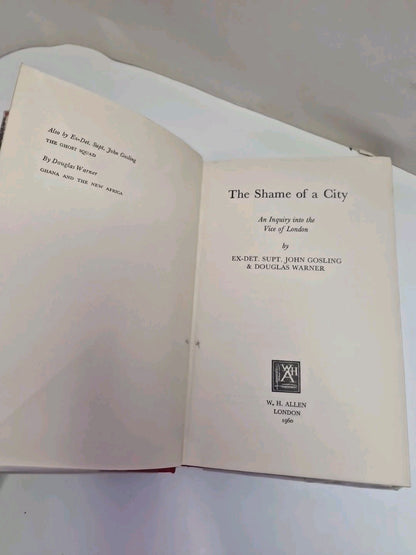 Also by Ex-Det. Supt. John Gosling
THE GHOST SQUAD
By Douglas Warner
GHANA AND THE NEW AFRICA
The Shame of a City
An Inquiry into the
Vice of London
by
EX-DET. SUPT. JOHN GOSLING
& DOUGLAS WARNER
WH
A
W. H. ALLEN
LONDON
1960